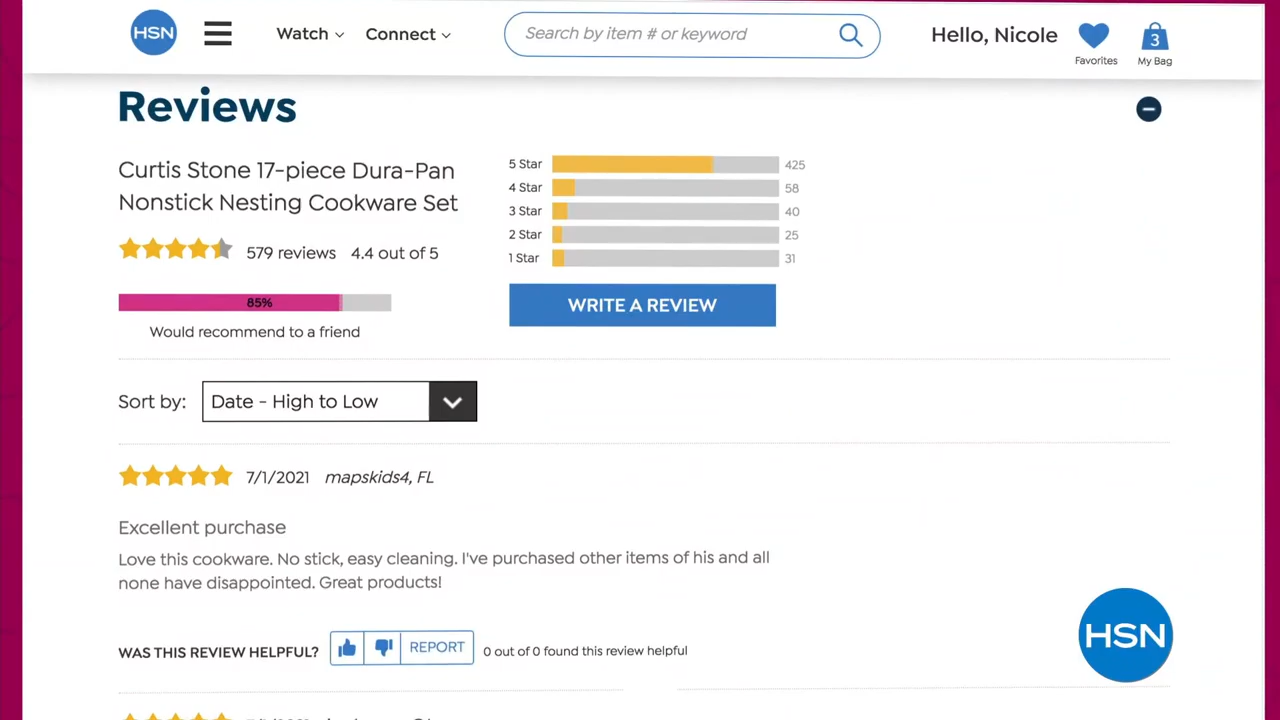 HSN
Watch
Connect
Search by item # or keyword
Hello, Nicole
Favorites
3
My Bag
Reviews
Curtis Stone 17-piece Dura-Pan
Nonstick Nesting Cookware Set
579 reviews 4.4 out of 5
85%
Would recommend to a friend
5 Star 425
4 Star 58
3 Star 40
2 Star 25
1 Star 31
WRITE A REVIEW
Sort by: Date - High to Low
7/1/2021 mapskids4, FL
Excellent purchase
Love this cookware. No stick, easy cleaning. I've purchased other items of his and all
none have disappointed. Great products!
WAS THIS REVIEW HELPFUL? REPORT 0 out of 0 found this review helpful
HSN